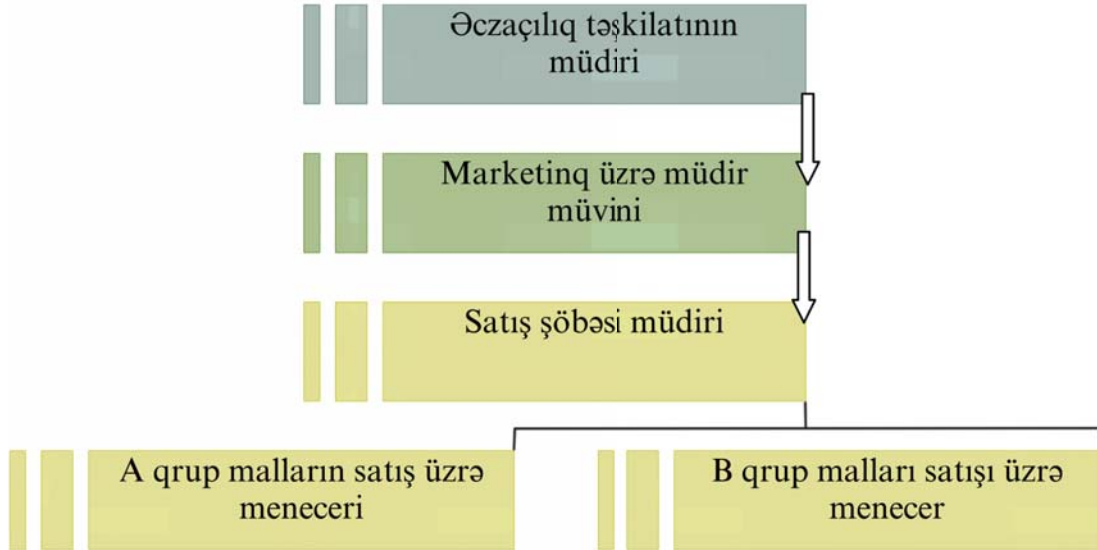 Əczaçılıq təşkilatının
müdiri
Marketinq üzrə müdir
müvini
Satış şöbəsi müdiri
A qrup malların satış üzrə
meneceri
B qrup malları satışı üzrə
menecer